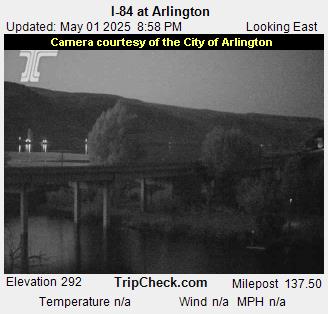 I-84 at Arlington
Updated: May 01 2025 8:58 PM Looking East
Camera courtesy of the City of Arlington
Elevation 292 TripCheck.com Milepost 137.50
Temperature n/a Wind n/a MPH n/a